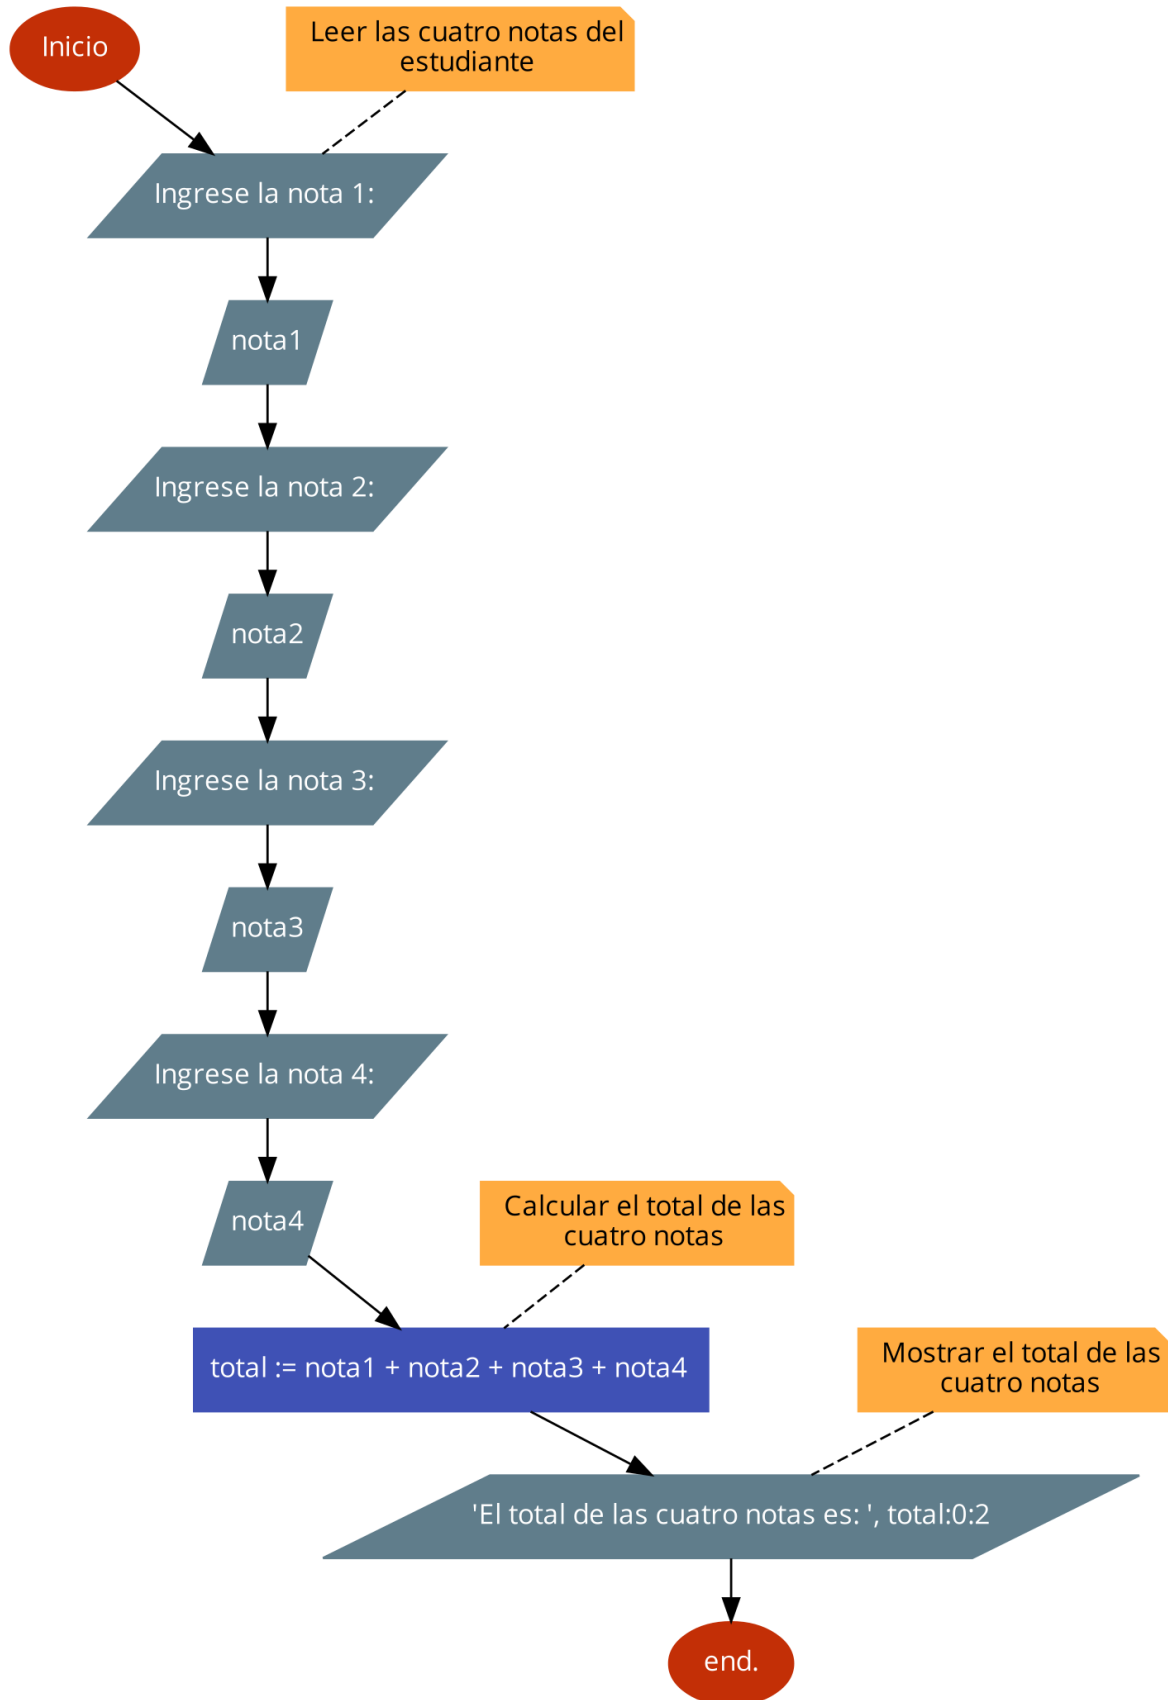 Inicio
Leer las cuatro notas del
estudiante
Ingrese la nota 1:
nota1
Ingrese la nota 2:
nota2
Ingrese la nota 3:
nota3
Ingrese la nota 4:
nota4
Calcular el total de las
cuatro notas
total := nota1 + nota2 + nota3 + nota4
Mostrar el total de las
cuatro notas
'El total de las cuatro notas es: ', total:0:2
end.